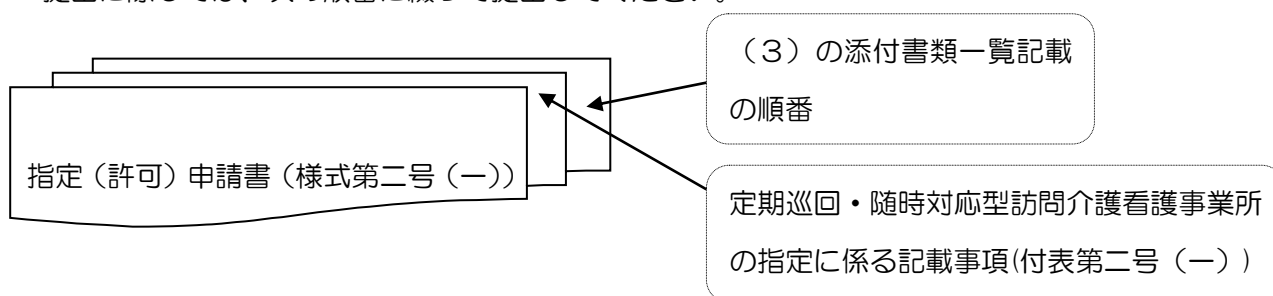 提出に際しては、次の順番に綴じて提出してください。
（３）の添付書類一覧記載
の順番
指定（許可）申請書（様式第二号（一））
定期巡回・随時対応型訪問介護看護事業所
の指定に係る記載事項(付表第二号（一）)